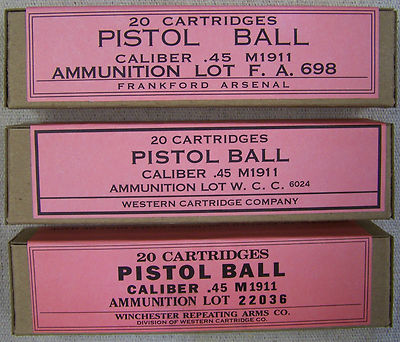 20 CARTRIDGES
PISTOL BALL
CALIBER .45 M1911
AMMUNITION LOT F. A. 698
FRANKFORD ARSENAL
20 CARTRIDGES
PISTOL BALL
CALIBER .45 M1911
AMMUNITION LOT W. C. C. 6024
WESTERN CARTRIDGE COMPANY
20 CARTRIDGES
PISTOL BALL
CALIBER .45 M1911
AMMUNITION LOT 22036
WINCHESTER REPEATING ARMS CO.
DIVISION OF WESTERN CARTRIDGE CO.